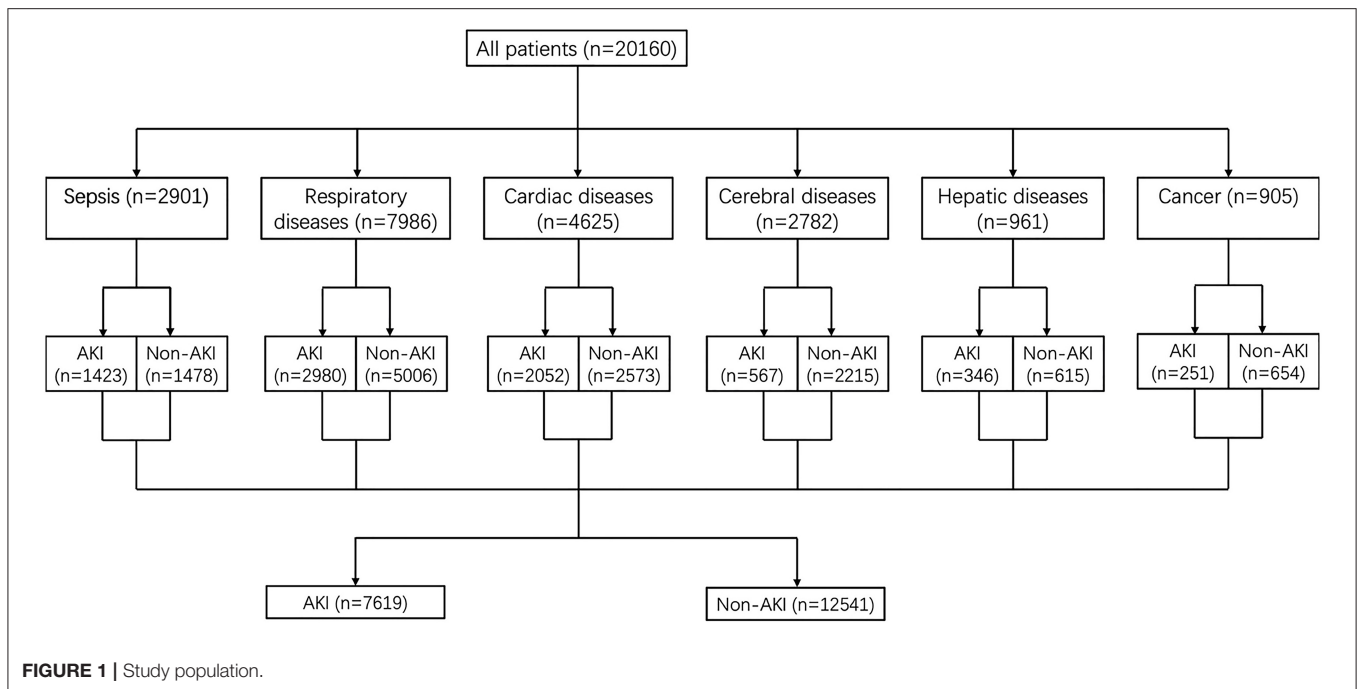 All patients (n=20160)
Sepsis (n=2901)
Respiratory
diseases (n=7986)
Cardiac diseases
(n=4625)
Cerebral diseases
(n=2782)
Hepatic diseases
(n=961)
Cancer (n=905)
AKI
(n=1423)
Non-AKI
(n=1478)
AKI
(n=2980)
Non-AKI
(n=5006)
AKI
(n=2052)
Non-AKI
(n=2573)
AKI
(n=567)
Non-AKI
(n=2215)
AKI
(n=346)
Non-AKI
(n=615)
AKI
(n=251)
Non-AKI
(n=654)
AKI (n=7619)
Non-AKI (n=12541)
FIGURE 1 | Study population.